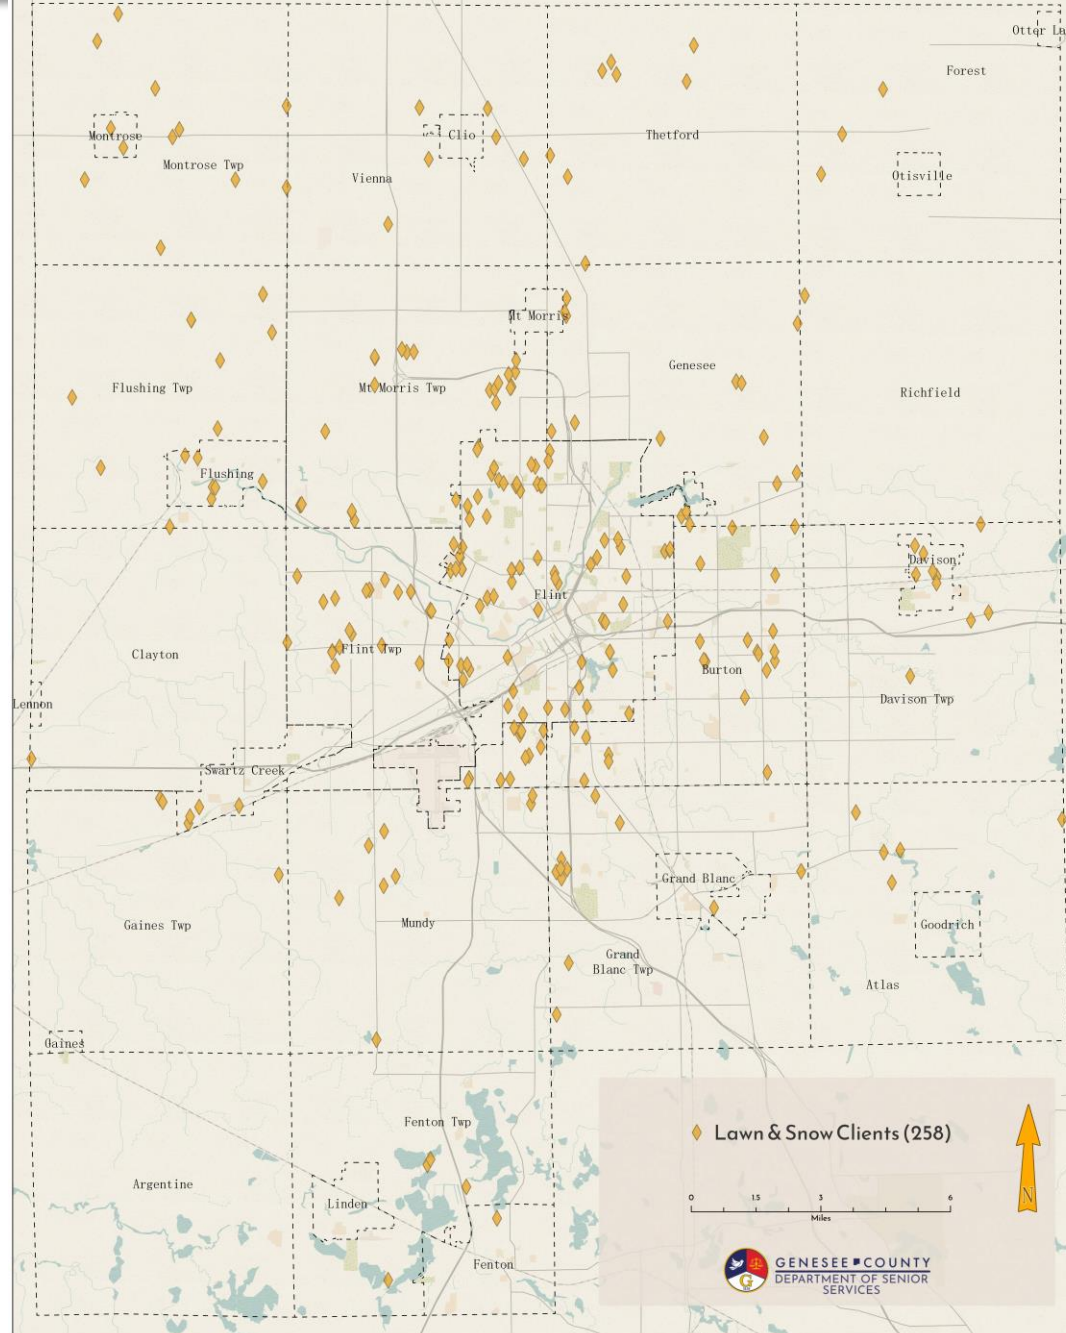 Otter La
Forest
Montrose
Clio
Thetford
Montrose Twp
Vienna
Otisville
Mt Morris
Genesee
Flushing Twp
Mt Morris Twp
Richfield
Flushing
Davison
Flint
Clayton
Flint Twp
Burton
Lennon
Davison Twp
Swartz Creek
Grand Blanc
Gaines Twp
Mundy
Goodrich
Grand
Blanc Twp
Atlas
Gaines
Fenton Twp
Lawn & Snow Clients (258)
Argentine
Linden
0 1.5 3 6
Miles
N
Fenton
G
GENESEE COUNTY
DEPARTMENT OF SENIOR
SERVICES